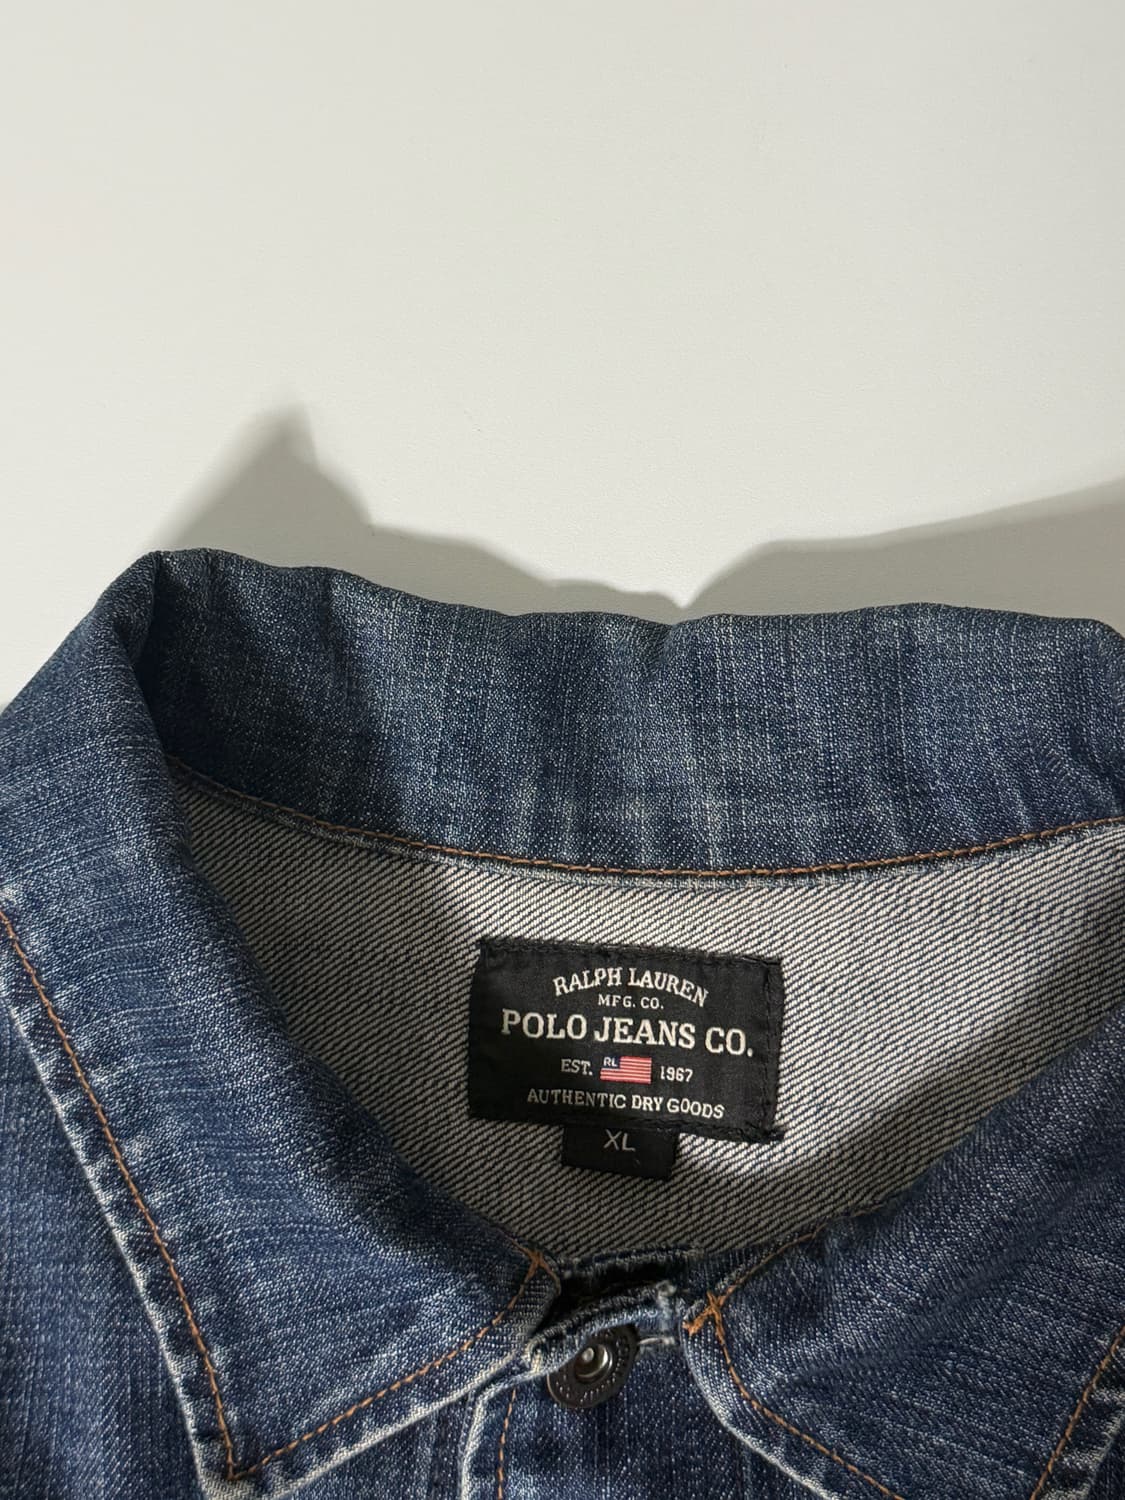 RALPH LAUREN
MFG. CO.
POLO JEANS CO.
EST. RL 1967
AUTHENTIC DRY GOODS
XL